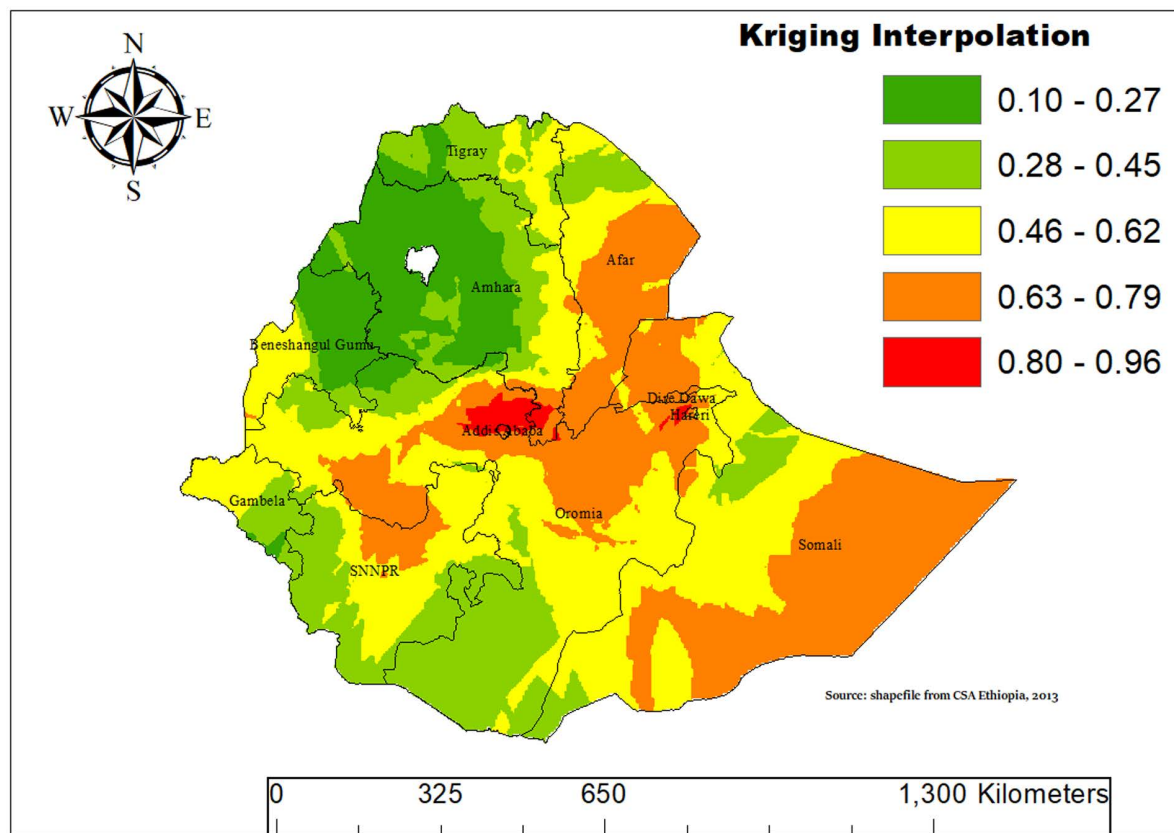 Kriging Interpolation
N
W
E
S
0.10 - 0.27
0.28 - 0.45
0.46 - 0.62
0.63 - 0.79
0.80 - 0.96
Tigray
Afar
Amhara
Beneshangul Gumu
Dire Dawa
Hareri
Addis Ababa
Gambela
Oromia
Somali
SNNPR
Source: shapefile from CSA Ethiopia, 2013
0 325 650 1,300 Kilometers